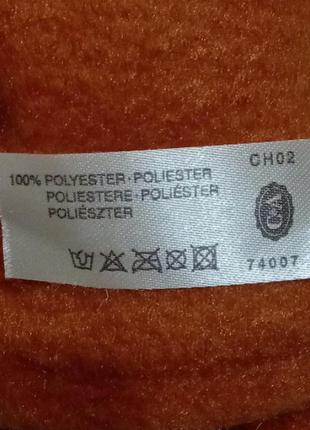 100% POLYESTER·POLIESTER
POLIESTERE·POLIÉSTER
POLIÉSZTER
CH02
C&A
74007